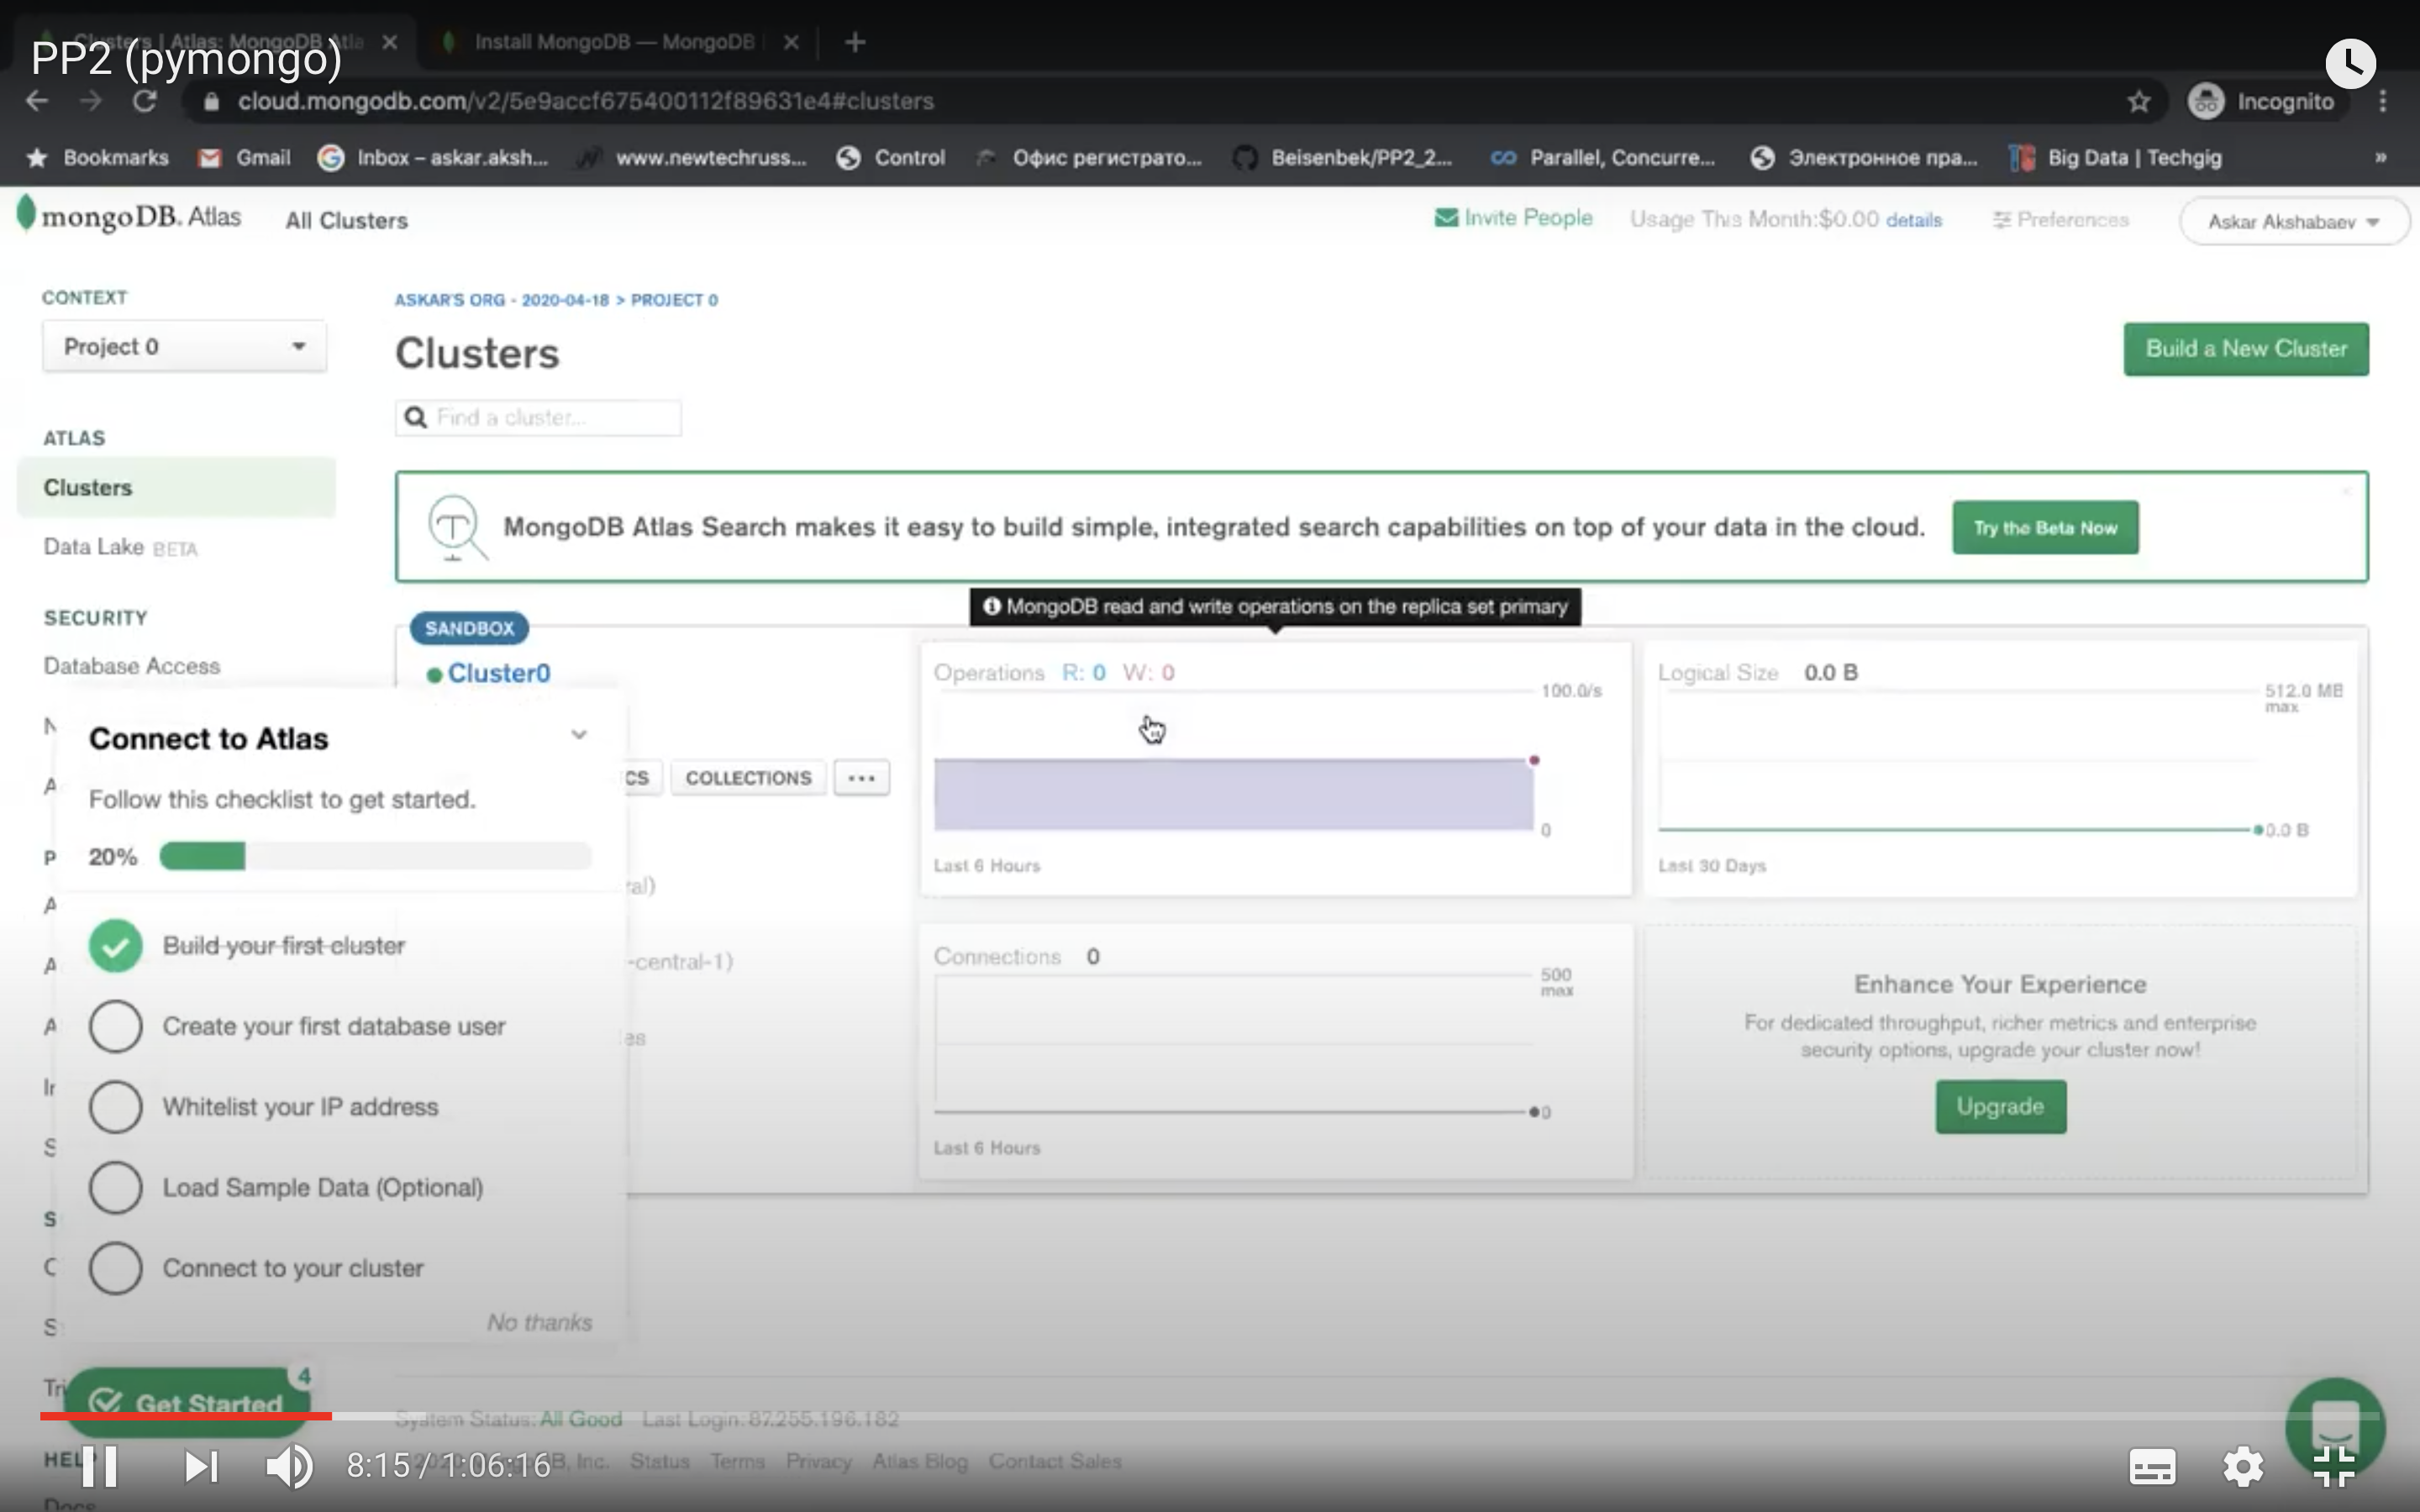 Clusters | Atlas: MongoDB Atla
Install MongoDB — MongoDB
PP2 (pymongo)
cloud.mongodb.com/v2/5e9accf675400112f89631e4#clusters
Incognito
Bookmarks
Gmail
Inbox – askar.aksh...
www.newtechruss...
Control
Офис регистрато...
Beisenbek/PP2_2...
Parallel, Concurre...
Электронное пра...
Big Data | Techgig
»
mongoDB. Atlas
All Clusters
Invite People
Usage This Month:$0.00 details
Preferences
Askar Akshabaev
CONTEXT
Project 0
ATLAS
Clusters
Data Lake BETA
SECURITY
Database Access
ASKAR'S ORG - 2020-04-18 > PROJECT 0
Clusters
Build a New Cluster
Find a cluster...
MongoDB Atlas Search makes it easy to build simple, integrated search capabilities on top of your data in the cloud.
Try the Beta Now
MongoDB read and write operations on the replica set primary
SANDBOX
Cluster0
CS
COLLECTIONS
...
ral)
-central-1)
es
Operations R: 0 W: 0
100.0/s
0
Last 6 Hours
Logical Size 0.0 B
512.0 MB
max
0.0 B
Last 30 Days
Connections 0
500
max
0
Last 6 Hours
Enhance Your Experience
For dedicated throughput, richer metrics and enterprise
security options, upgrade your cluster now!
Upgrade
Connect to Atlas
Follow this checklist to get started.
20%
Build your first cluster
Create your first database user
Whitelist your IP address
Load Sample Data (Optional)
Connect to your cluster
No thanks
Get Started
4
System Status: All Good Last Login: 87.255.196.182
8:15 / 1:06:16
Status Terms Privacy Atlas Blog Contact Sales
Docs